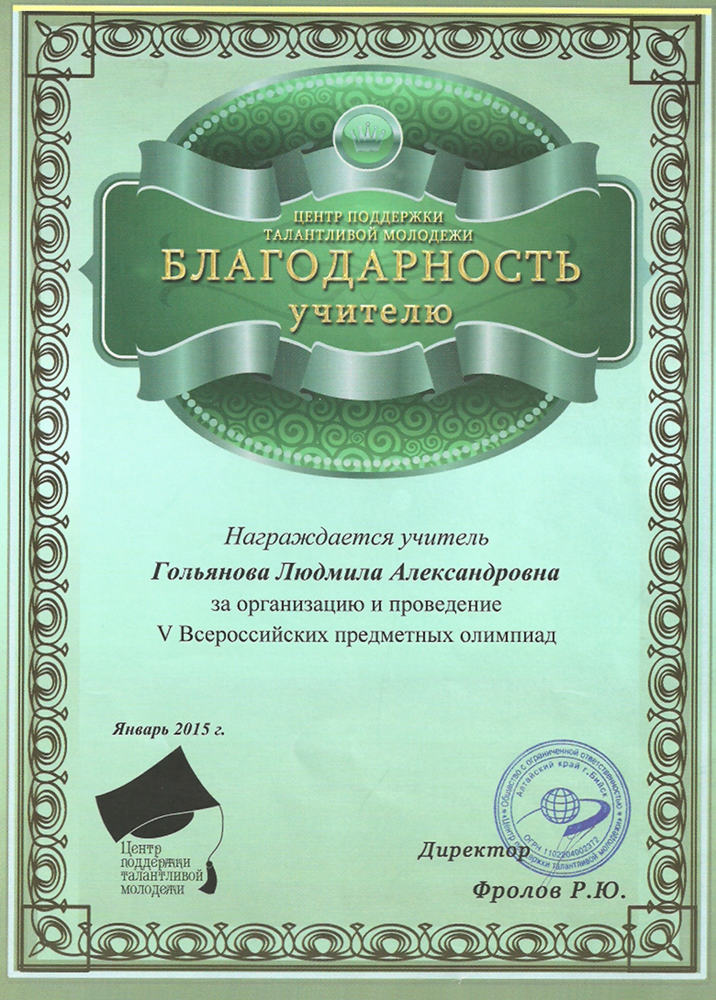 ЦЕНТР ПОДДЕРЖКИ
ТАЛАНТЛИВОЙ МОЛОДЕЖИ
БЛАГОДАРНОСТЬ
учителю
Награждается учитель
Гольянова Людмила Александровна
за организацию и проведение
V Всероссийских предметных олимпиад
Январь 2015 г.
Центр
поддержки
талантливой
молодежи
Общество с ограниченной ответственностью
Алтайский край г.Бийск
ОГРН 1102204002372
Центр поддержки талантливой молодежи
Директор
Фролов Р.Ю.